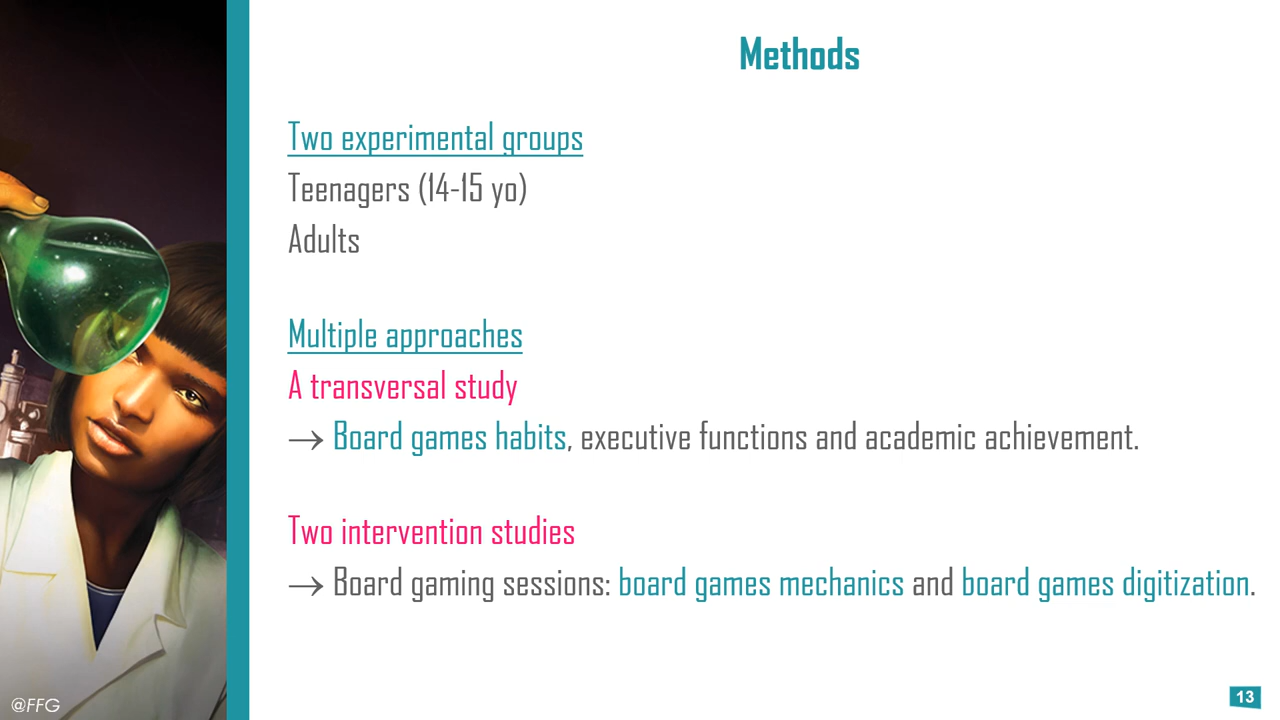 Methods
Two experimental groups
Teenagers (14-15 yo)
Adults
Multiple approaches
A transversal study
→ Board games habits, executive functions and academic achievement.
Two intervention studies
→ Board gaming sessions: board games mechanics and board games digitization.
@FFG
13